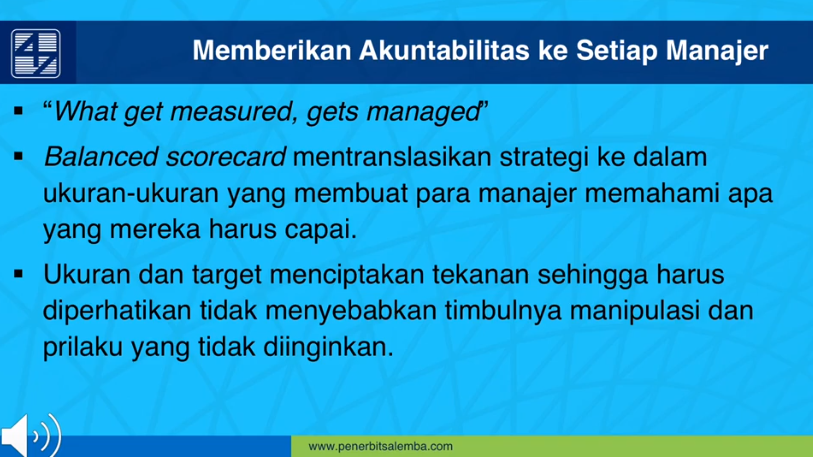 Memberikan Akuntabilitas ke Setiap Manajer
▪ “What get measured, gets managed”
▪ Balanced scorecard mentranslasikan strategi ke dalam
ukuran-ukuran yang membuat para manajer memahami apa
yang mereka harus capai.
▪ Ukuran dan target menciptakan tekanan sehingga harus
diperhatikan tidak menyebabkan timbulnya manipulasi dan
prilaku yang tidak diinginkan.
www.penerbitsalemba.com